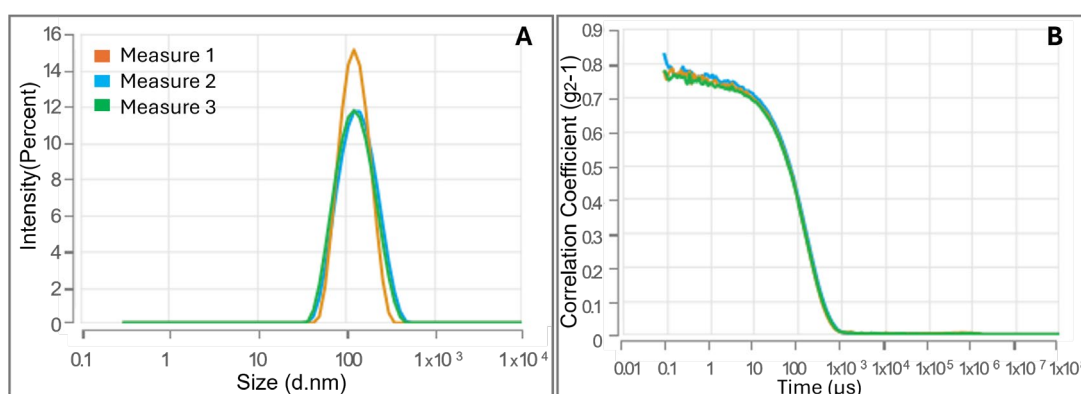 A
16
14
12
10
8
6
4
2
0
Intensity(Percent)
Measure 1
Measure 2
Measure 3
0.1 1 10 100 1x10 3 1x10 4
Size (d.nm)
B
0.9
0.8
0.7
0.6
0.5
0.4
0.3
0.2
0.1
0
Correlation Coefficient (g2-1)
0.01 0.1 1 10 100 1x10 3 1x10 4 1x10 5 1x10 6 1x10 7 1x10 8
Time (µs)